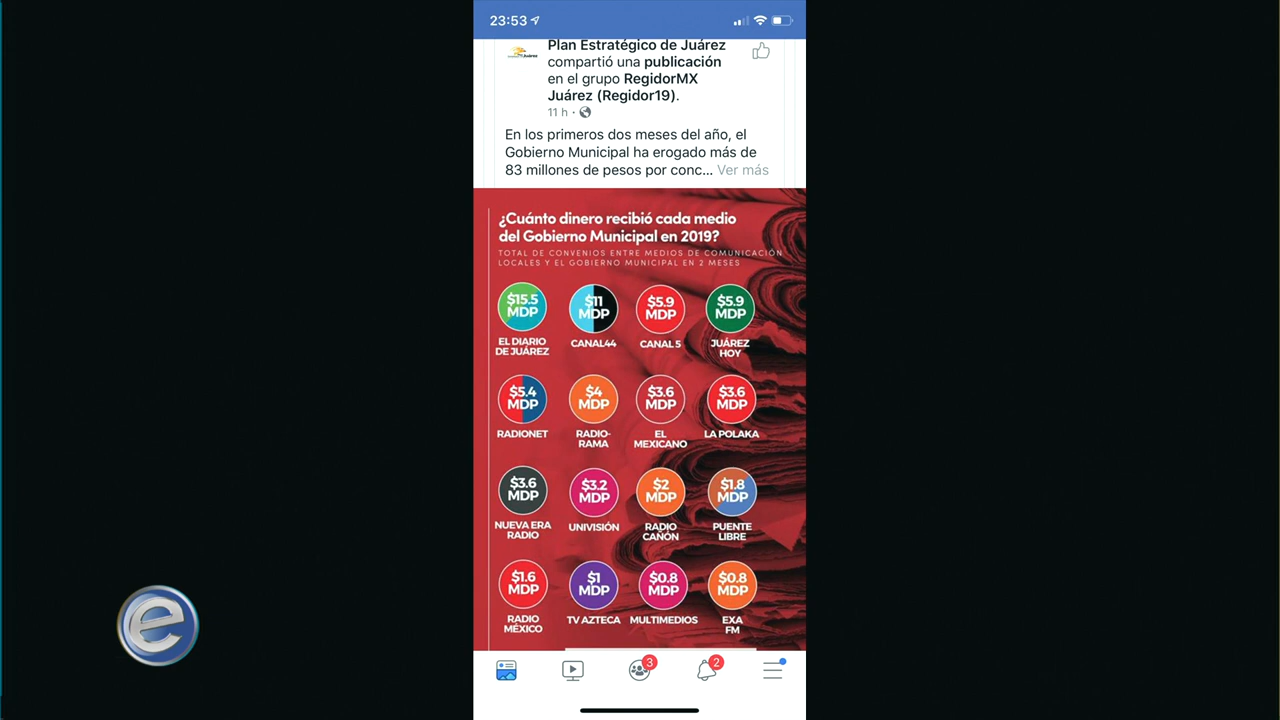 23:53
Plan Estratégico de Juárez
compartió una publicación
en el grupo RegidorMX
Juárez (Regidor19).
11 h ·
En los primeros dos meses del año, el
Gobierno Municipal ha erogado más de
83 millones de pesos por conc... Ver más
¿Cuánto dinero recibió cada medio
del Gobierno Municipal en 2019?
TOTAL DE CONVENIOS ENTRE MEDIOS DE COMUNICACIÓN
LOCALES Y EL GOBIERNO MUNICIPAL EN 2 MESES
$15.5
MDP
EL DIARIO
DE JUÁREZ
$11
MDP
CANAL44
$5.9
MDP
CANAL 5
$5.9
MDP
JUÁREZ
HOY
$5.4
MDP
RADIONET
$4
MDP
RADIO-
RAMA
$3.6
MDP
EL
MEXICANO
$3.6
MDP
LA POLAKA
$3.6
MDP
NUEVA ERA
RADIO
$3.2
MDP
UNIVISIÓN
$2
MDP
RADIO
CAÑÓN
$1.8
MDP
PUENTE
LIBRE
$1.6
MDP
RADIO
MÉXICO
$1
MDP
TV AZTECA
$0.8
MDP
MULTIMEDIOS
$0.8
MDP
EXA
FM
3
2
e